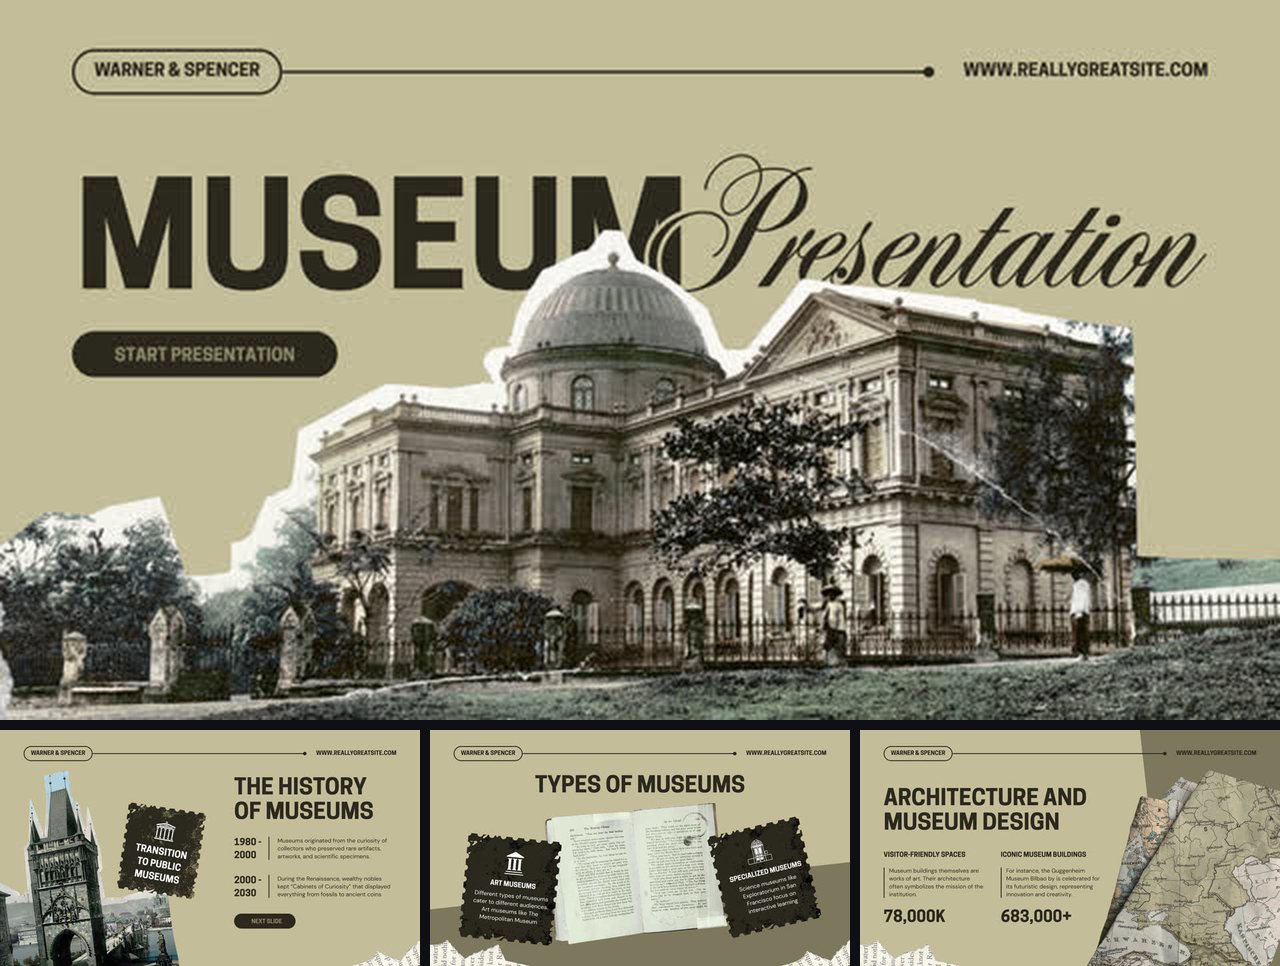 WARNER & SPENCER
WWW.REALLYGREATSITE.COM
MUSEUM Presentation
START PRESENTATION
WARNER & SPENCER
WWW.REALLYGREATSITE.COM
THE HISTORY
OF MUSEUMS
TRANSITION
TO PUBLIC
MUSEUMS
1980 -
2000
Museums originated from the curiosity of
collectors who preserved rare artifacts,
artworks, and scientific specimens.
2000 -
2030
During the Renaissance, wealthy nobles
kept "Cabinets of Curiosity" that displayed
everything from fossils to ancient coins.
NEXT SLIDE
WARNER & SPENCER
WWW.REALLYGREATSITE.COM
TYPES OF MUSEUMS
ART MUSEUMS
Different types of museums
cater to different audiences
Art museums like The
Metropolitan Museum
SPECIALIZED MUSEUMS
Science museums like
Exploratorium in San
Francisco focus on
interactive learning
WARNER & SPENCER
WWW.REALLYGREATSITE.COM
ARCHITECTURE AND
MUSEUM DESIGN
VISITOR-FRIENDLY SPACES
Museum buildings themselves are
works of art. Their architecture
often symbolizes the mission of the
institution.
78,000K
ICONIC MUSEUM BUILDINGS
For instance, the Guggenheim
Museum Bilbao by is celebrated for
its futuristic design, representing
innovation and creativity.
683,000+